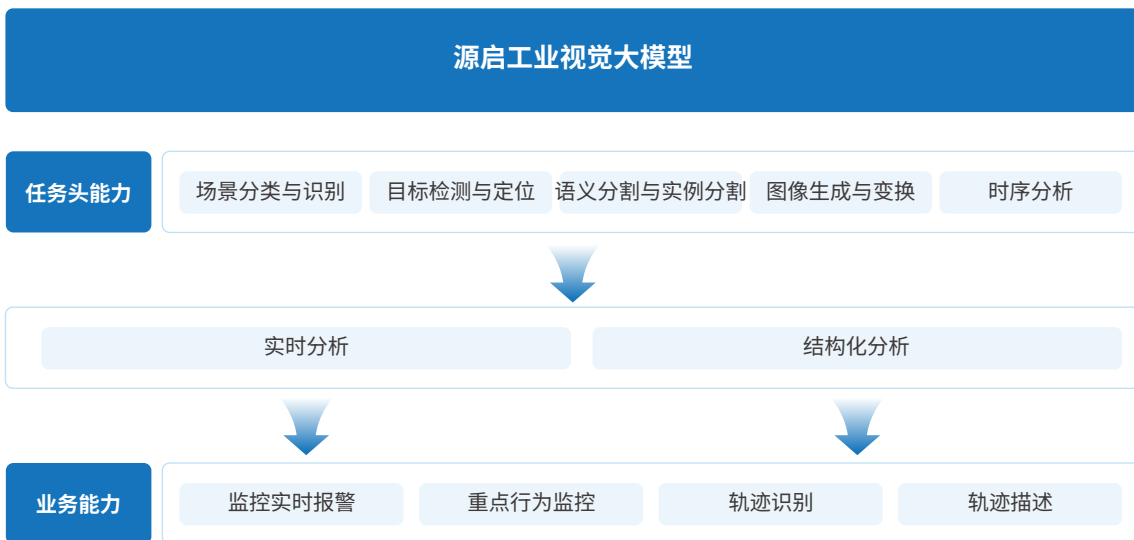 源启工业视觉大模型
任务头能力
场景分类与识别
目标检测与定位
语义分割与实例分割
图像生成与变换
时序分析
实时分析
结构化分析
业务能力
监控实时报警
重点行为监控
轨迹识别
轨迹描述